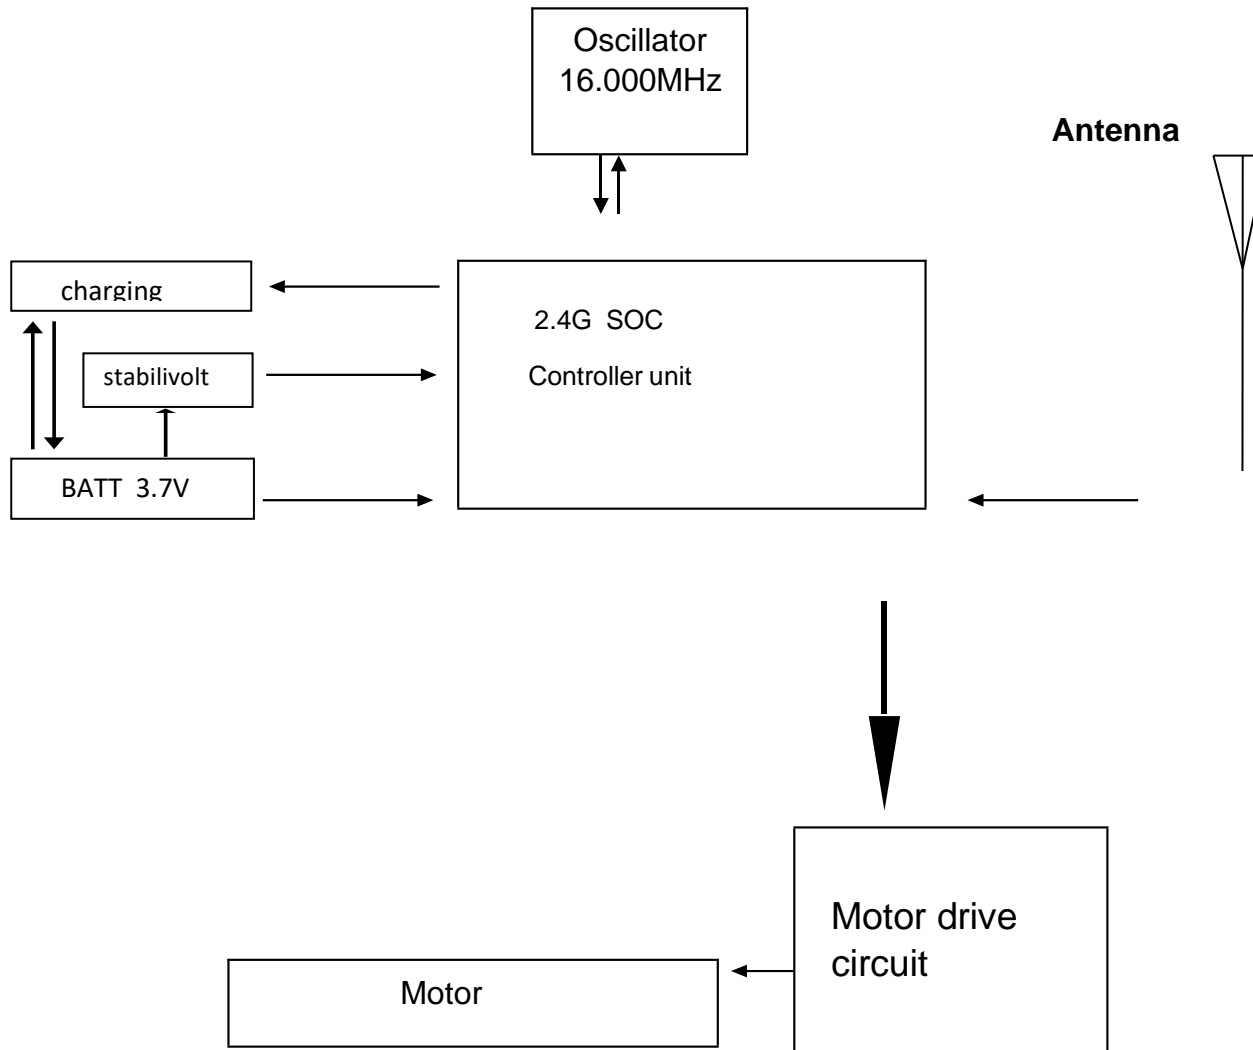 Oscillator
16.000MHz
Antenna
charging
2.4G SOC
stabilivolt
Controller unit
BATT 3.7V
Motor drive
circuit
Motor